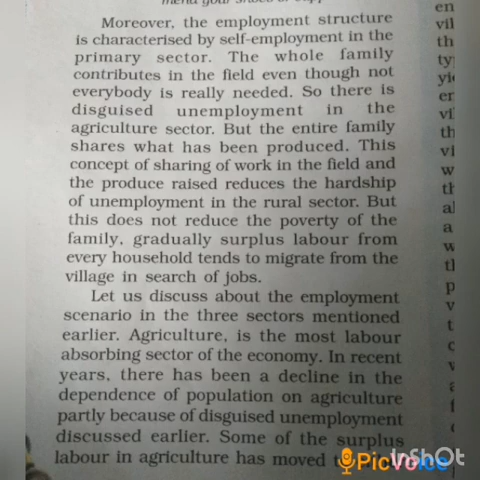 mend your shoes or supp
Moreover, the employment structure
is characterised by self-employment in the
primary sector. The whole family
contributes in the field even though not
everybody is really needed. So there is
disguised unemployment in the
agriculture sector. But the entire family
shares what has been produced. This
concept of sharing of work in the field and
the produce raised reduces the hardship
of unemployment in the rural sector. But
this does not reduce the poverty of the
family, gradually surplus labour from
every household tends to migrate from the
village in search of jobs.
Let us discuss about the employment
scenario in the three sectors mentioned
earlier. Agriculture, is the most labour
absorbing sector of the economy. In recent
years, there has been a decline in the
dependence of population on agriculture
partly because of disguised unemployment
discussed earlier. Some of the surplus
labour in agriculture has moved
PicVoice
InShOt